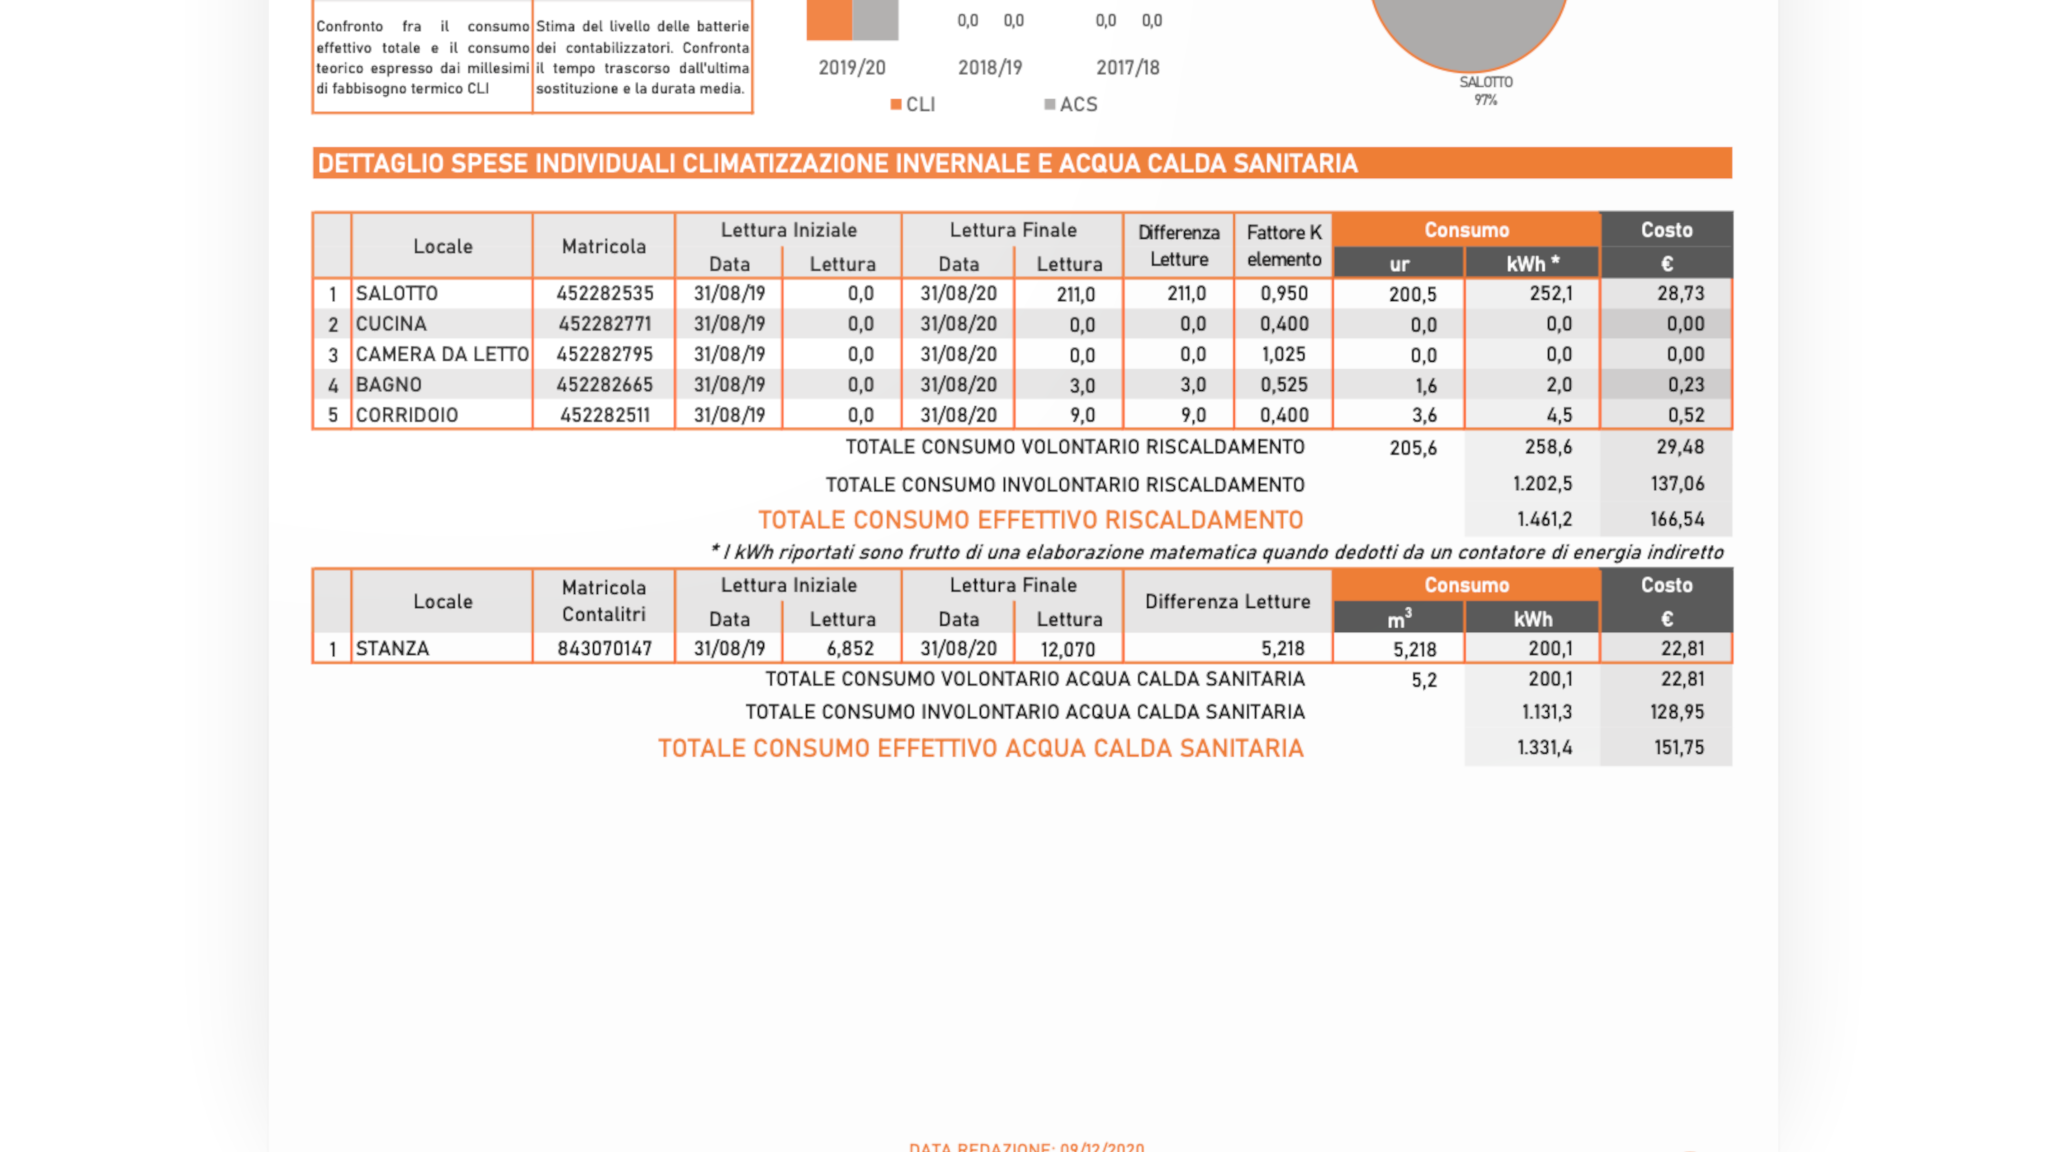 Confronto fra il consumo
effettivo totale e il consumo
teorico espresso dai millesimi
di fabbisogno termico CLI
Stima del livello delle batterie
dei contabilizzatori. Confronta
il tempo trascorso dall'ultima
sostituzione e la durata media.
0,0 0,0 0,0 0,0
2019/20 2018/19 2017/18
CLI ACS
SALOTTO
97%
DETTAGLIO SPESE INDIVIDUALI CLIMATIZZAZIONE INVERNALE E ACQUA CALDA SANITARIA
Locale Matricola Lettura Iniziale Lettura Finale Differenza Letture Fattore K elemento Consumo Costo
Data Lettura Data Lettura ur kWh * €
1 SALOTTO 452282535 31/08/19 0,0 31/08/20 211,0 211,0 0,950 200,5 252,1 28,73
2 CUCINA 452282771 31/08/19 0,0 31/08/20 0,0 0,0 0,400 0,0 0,0 0,00
3 CAMERA DA LETTO 452282795 31/08/19 0,0 31/08/20 0,0 0,0 1,025 0,0 0,0 0,00
4 BAGNO 452282665 31/08/19 0,0 31/08/20 3,0 3,0 0,525 1,6 2,0 0,23
5 CORRIDOIO 452282511 31/08/19 0,0 31/08/20 9,0 9,0 0,400 3,6 4,5 0,52
TOTALE CONSUMO VOLONTARIO RISCALDAMENTO 205,6 258,6 29,48
TOTALE CONSUMO INVOLONTARIO RISCALDAMENTO 1.202,5 137,06
TOTALE CONSUMO EFFETTIVO RISCALDAMENTO 1.461,2 166,54
* I kWh riportati sono frutto di una elaborazione matematica quando dedotti da un contatore di energia indiretto
Locale Matricola Contalitri Lettura Iniziale Lettura Finale Differenza Letture Consumo Costo
Data Lettura Data Lettura m³ kWh €
1 STANZA 843070147 31/08/19 6,852 31/08/20 12,070 5,218 5,218 200,1 22,81
TOTALE CONSUMO VOLONTARIO ACQUA CALDA SANITARIA 5,2 200,1 22,81
TOTALE CONSUMO INVOLONTARIO ACQUA CALDA SANITARIA 1.131,3 128,95
TOTALE CONSUMO EFFETTIVO ACQUA CALDA SANITARIA 1.331,4 151,75
DATA REDAZIONE: 09/12/2020